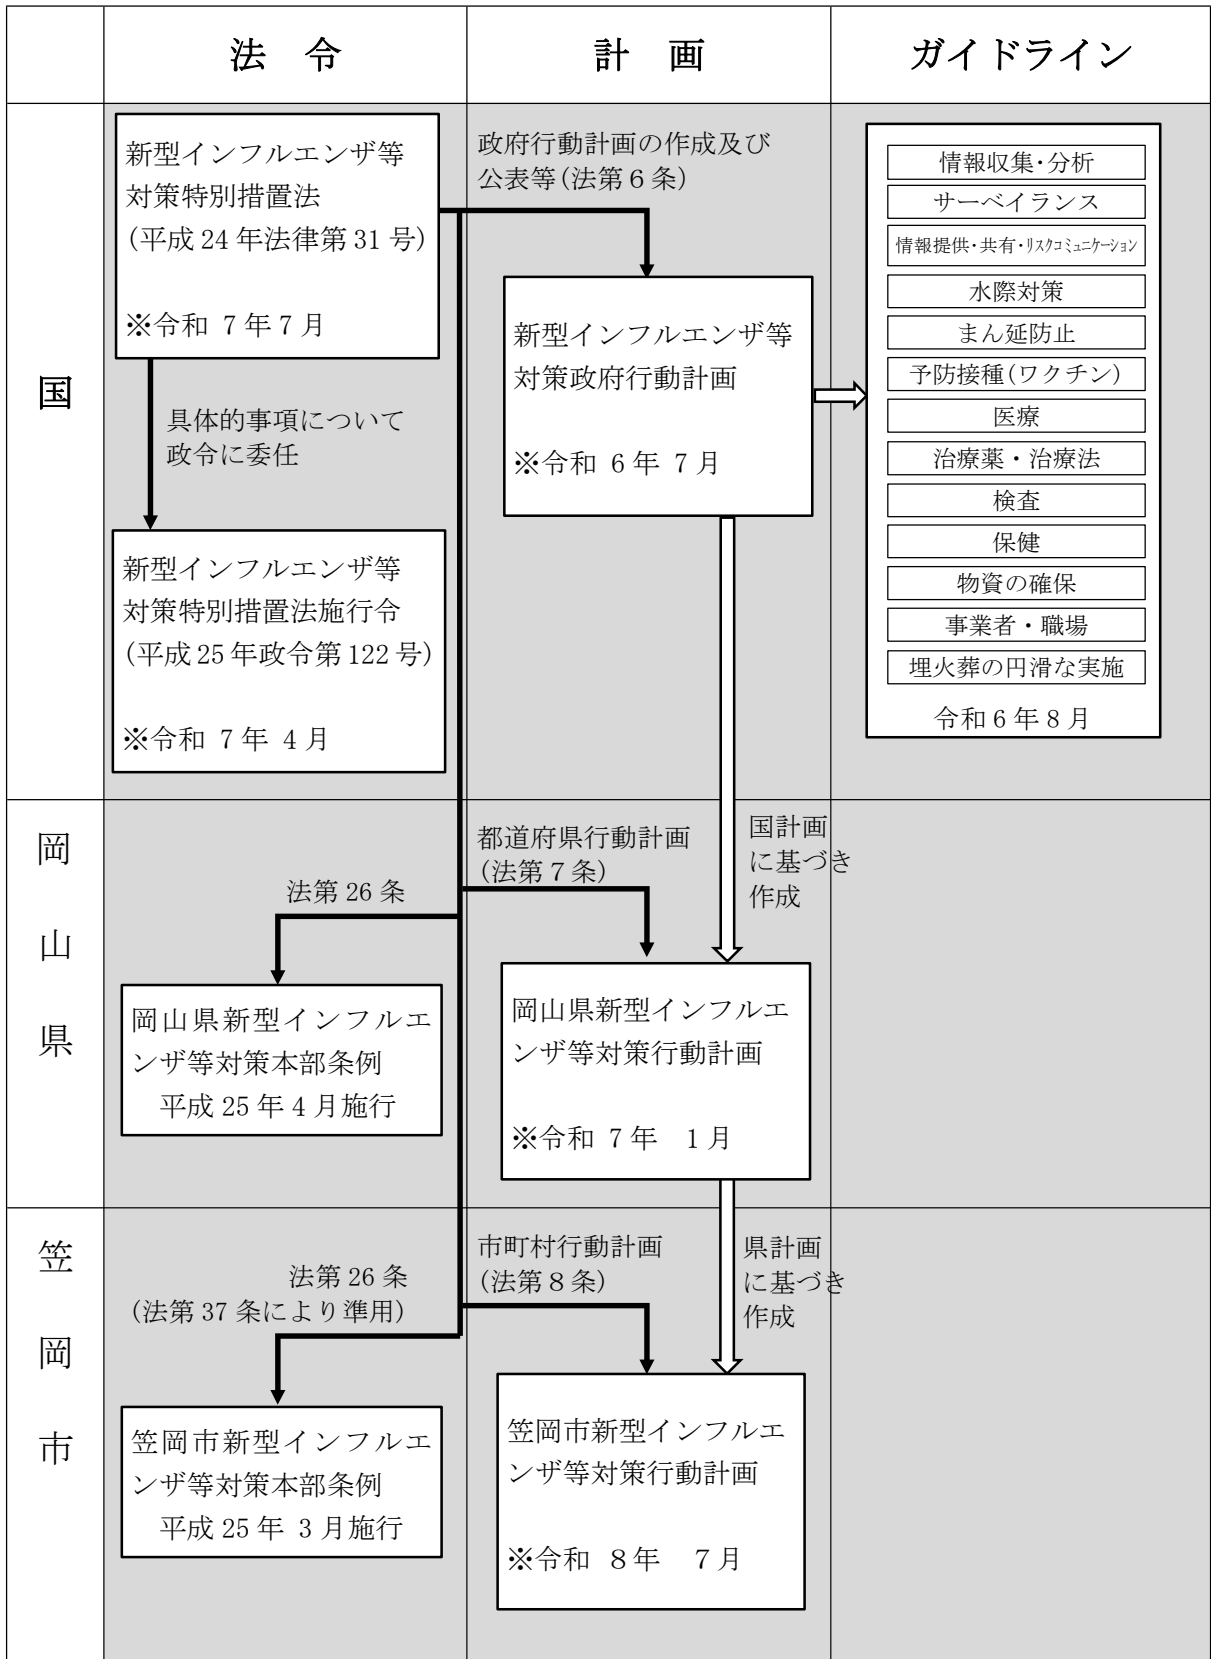 法 令
計 画
ガイドライン
国
新型インフルエンザ等
対策特別措置法
(平成 24 年法律第 31 号)
※令和 7 年 7 月
政府行動計画の作成及び
公表等(法第 6 条)
具体的事項について
政令に委任
新型インフルエンザ等
対策政府行動計画
※令和 6 年 7 月
情報収集・分析
サーベイランス
情報提供・共有・リスクコミュニケーション
水際対策
まん延防止
予防接種(ワクチン)
医療
治療薬・治療法
検査
保健
物資の確保
事業者・職場
埋火葬の円滑な実施
令和 6 年 8 月
新型インフルエンザ等
対策特別措置法施行令
(平成 25 年政令第 122 号)
※令和 7 年 4 月
岡
山
県
都道府県行動計画
(法第 7 条)
国計画
に基づき
作成
法第 26 条
岡山県新型インフルエ
ンザ等対策本部条例
平成 25 年 4 月施行
岡山県新型インフルエ
ンザ等対策行動計画
※令和 7 年 1 月
笠
岡
市
市町村行動計画
(法第 8 条)
県計画
に基づき
作成
法第 26 条
(法第 37 条により準用)
笠岡市新型インフルエ
ンザ等対策本部条例
平成 25 年 3 月施行
笠岡市新型インフルエ
ンザ等対策行動計画
※令和 8 年 7 月